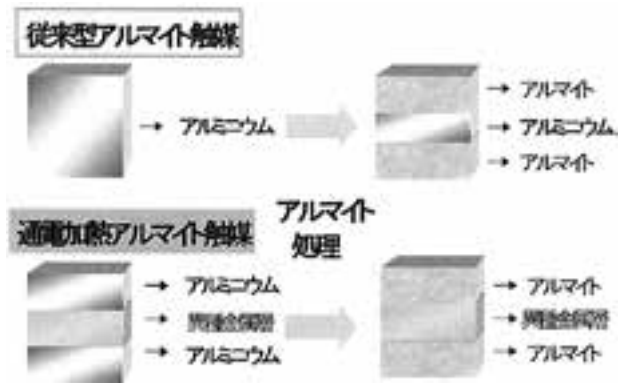 従来型アルマイト触媒
→ アルミニウム
→ アルマイト
→ アルミニウム
→ アルマイト
通電加熱アルマイト触媒
アルマイト
処理
→ アルミニウム
→ 異種金属層
→ アルミニウム
→ アルマイト
→ 異種金属層
→ アルマイト